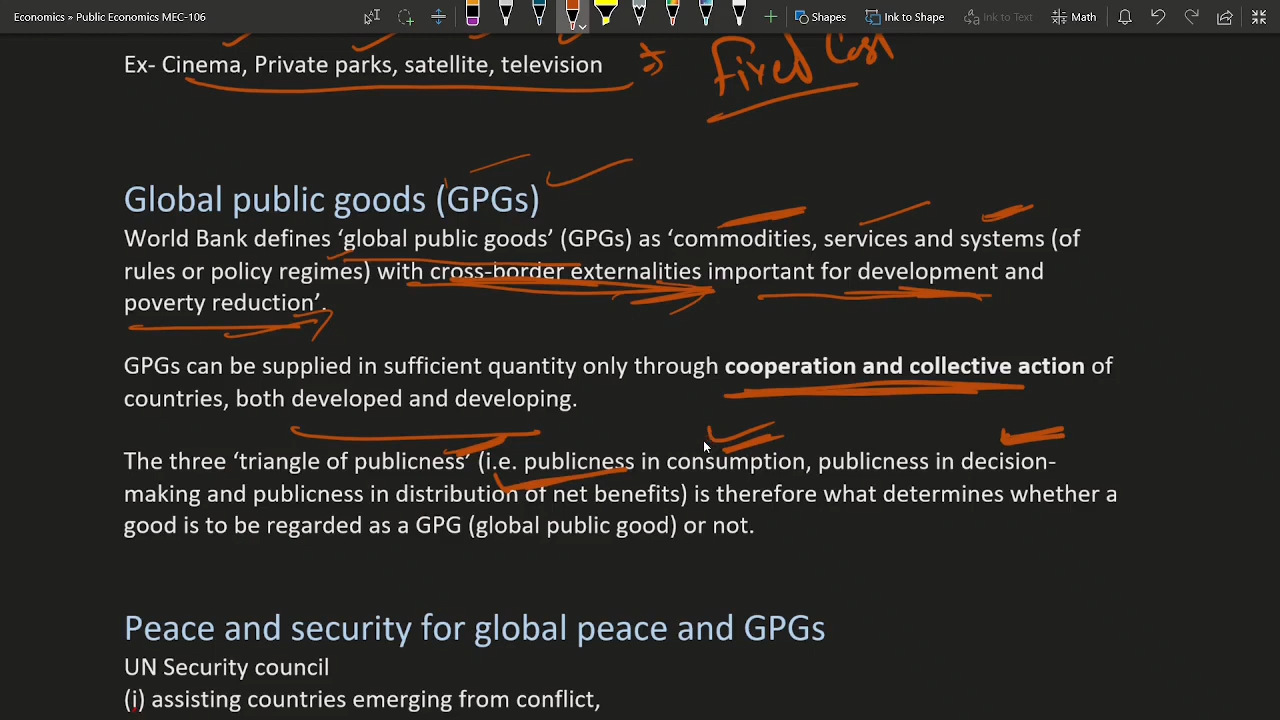 Economics » Public Economics MEC-106
Shapes
Ink to Shape
Ink to Text
Math
Ex- Cinema, Private parks, satellite, television
Fixed Cost
Global public goods (GPGs)
World Bank defines ‘global public goods’ (GPGs) as ‘commodities, services and systems (of
rules or policy regimes) with cross-border externalities important for development and
poverty reduction’.
GPGs can be supplied in sufficient quantity only through cooperation and collective action of
countries, both developed and developing.
The three ‘triangle of publicness’ (i.e. publicness in consumption, publicness in decision-
making and publicness in distribution of net benefits) is therefore what determines whether a
good is to be regarded as a GPG (global public good) or not.
Peace and security for global peace and GPGs
UN Security council
(i) assisting countries emerging from conflict,